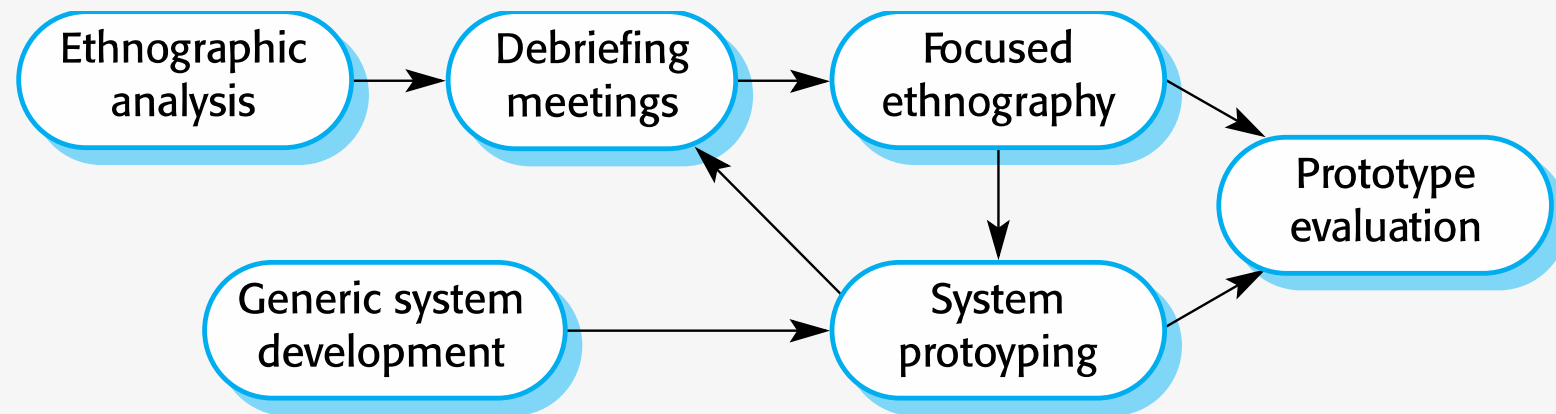 Ethnographic
analysis
Debriefing
meetings
Focused
ethnography
Prototype
evaluation
Generic system
development
System
protoyping